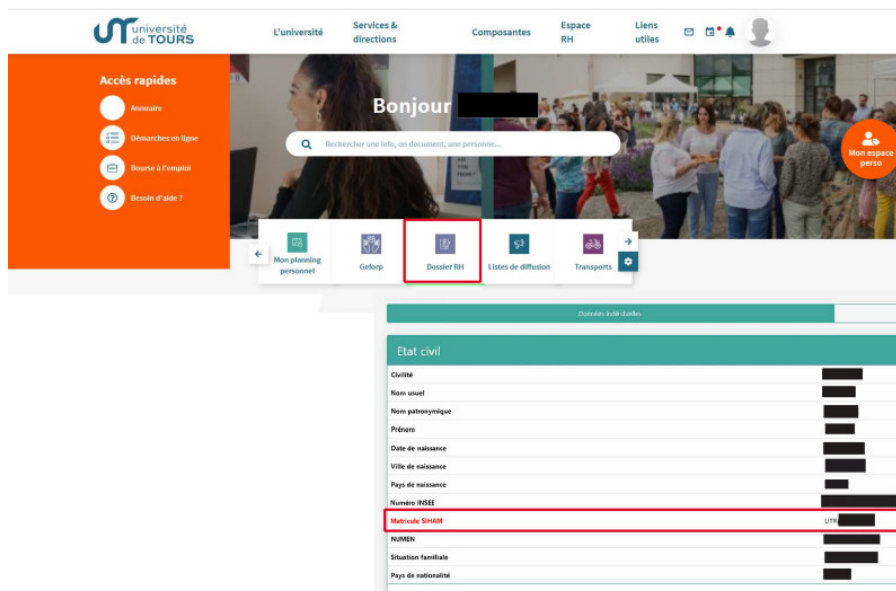 université
de TOURS
L'université
Services &
directions
Composantes
Espace
RH
Liens
utiles
Accès rapides
Annuaire
Démarches en ligne
Bourse à l'emploi
Besoin d'aide ?
Bonjour
Rechercher une info, un document, une personne...
Mon espace
perso
Mon planning
personnel
Geforp
Dossier RH
Listes de diffusion
Transports
Données individuelles
Etat civil
Civilité
Nom usuel
Nom patronymique
Prénom
Date de naissance
Ville de naissance
Pays de naissance
Numéro INSEE
Matricule SIHAM UTR
NUMEN
Situation familiale
Pays de nationalité